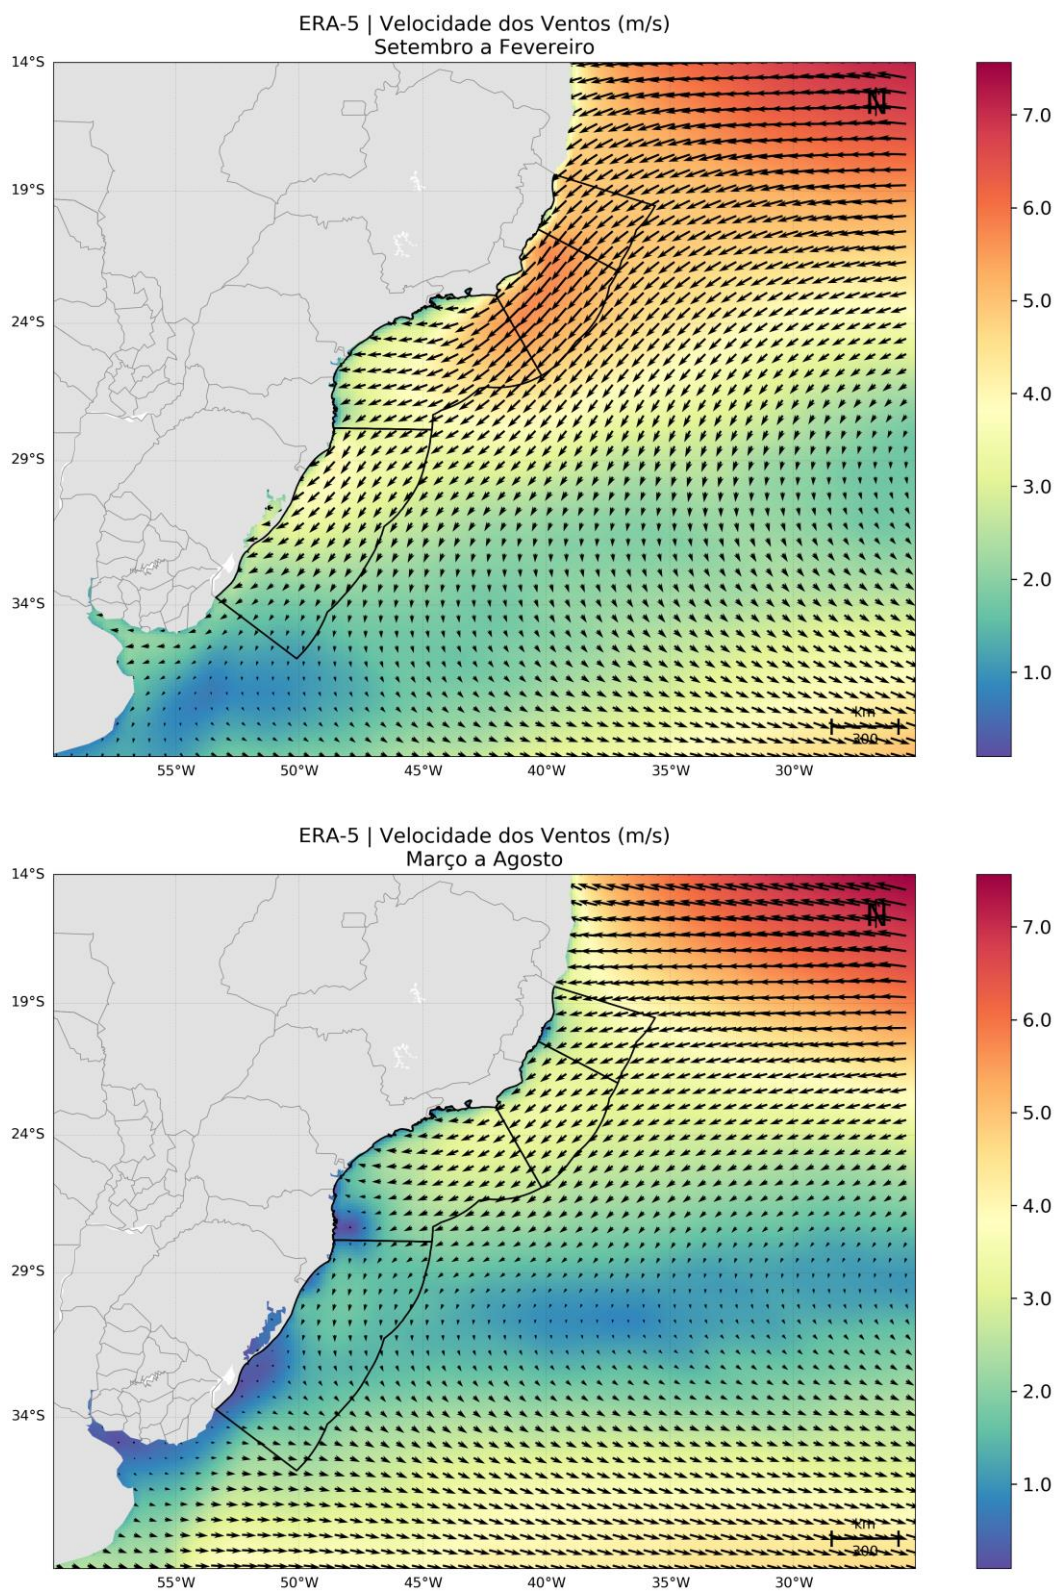 ERA-5 | Velocidade dos Ventos (m/s)
Setembro a Fevereiro
14°S
19°S
24°S
29°S
34°S
N
km
300
55°W
50°W
45°W
40°W
35°W
30°W
7.0
6.0
5.0
4.0
3.0
2.0
1.0
ERA-5 | Velocidade dos Ventos (m/s)
Março a Agosto
14°S
19°S
24°S
29°S
34°S
N
km
300
55°W
50°W
45°W
40°W
35°W
30°W
7.0
6.0
5.0
4.0
3.0
2.0
1.0